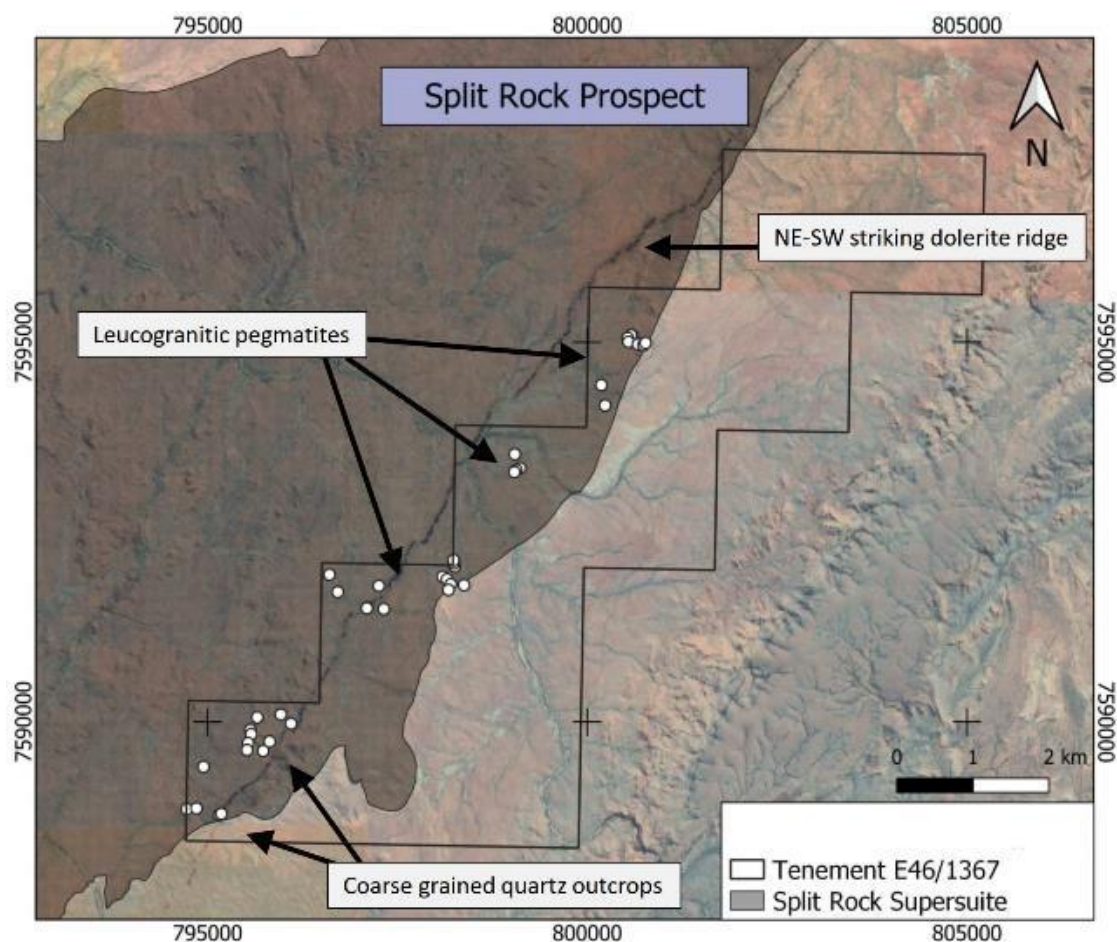 795000
800000
805000
Split Rock Prospect
N
NE-SW striking dolerite ridge
7595000
7595000
Leucogranitic pegmatites
7590000
7590000
0 1 2 km
Tenement E46/1367
Split Rock Supersuite
Coarse grained quartz outcrops
795000
800000
805000